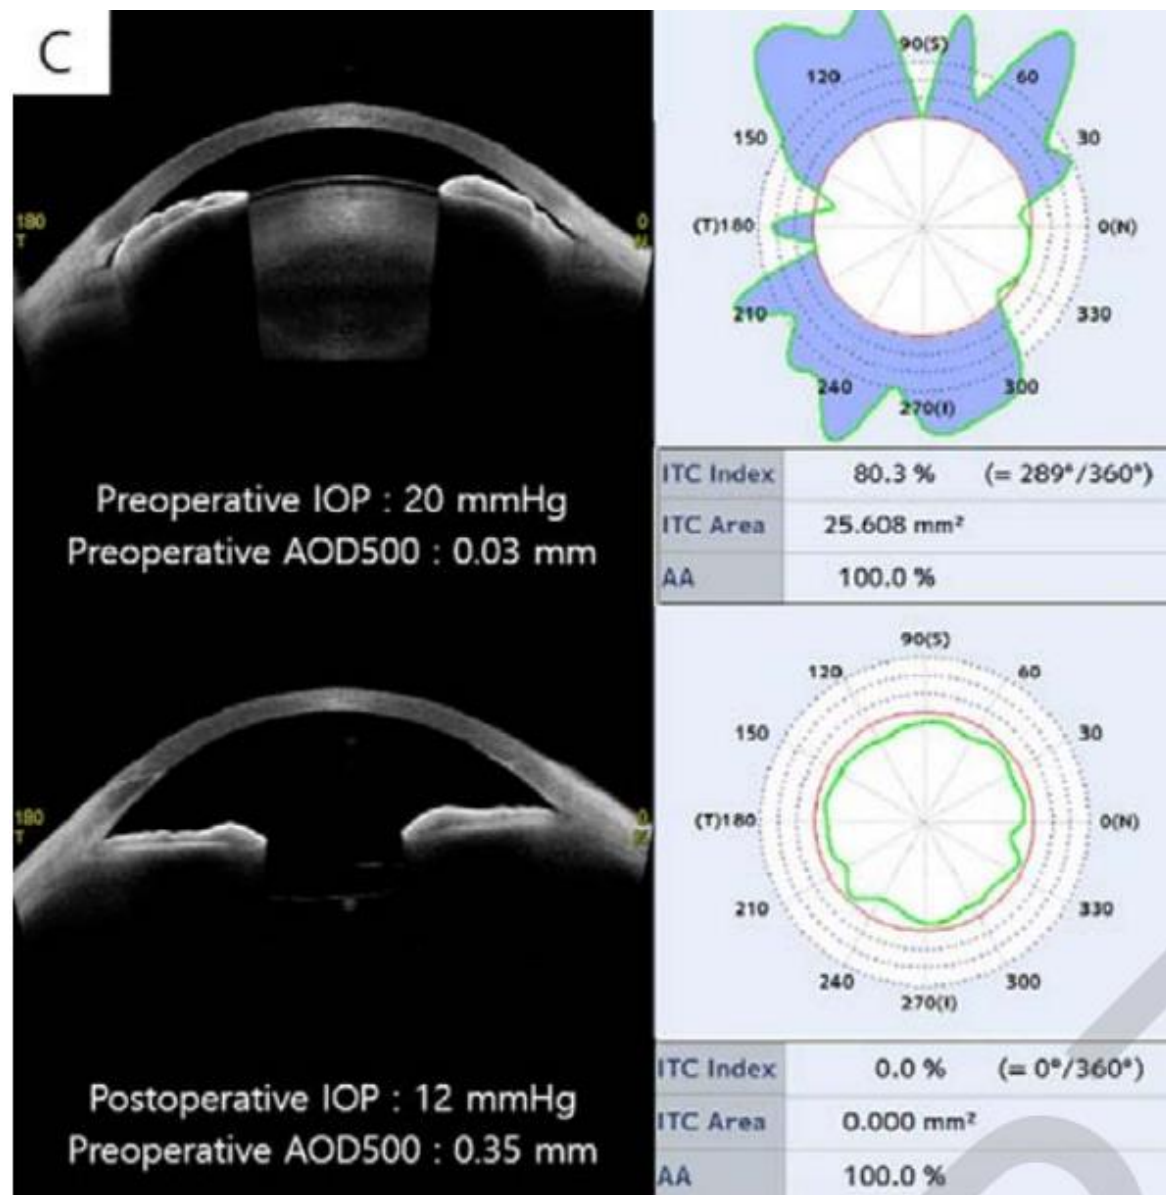 C
180
T
0
N
Preoperative IOP : 20 mmHg
Preoperative AOD500 : 0.03 mm
90(S)
120
60
150
30
(T)180
0(N)
210
330
240
300
270(I)
ITC Index 80.3 % (= 289°/360°)
ITC Area 25.608 mm²
AA 100.0 %
180
T
0
N
Postoperative IOP : 12 mmHg
Preoperative AOD500 : 0.35 mm
90(S)
120
60
150
30
(T)180
0(N)
210
330
240
300
270(I)
ITC Index 0.0 % (= 0°/360°)
ITC Area 0.000 mm²
AA 100.0 %